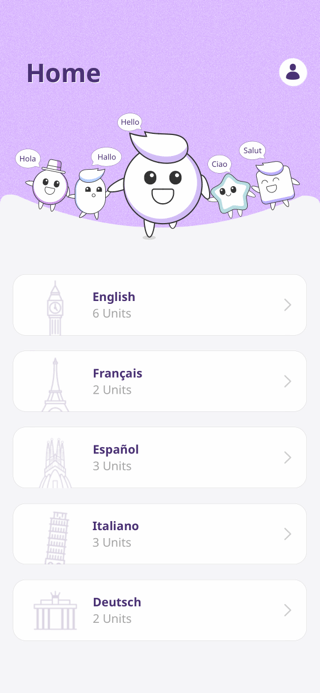 Home
Hello
Hola
Hallo
Ciao
Salut
English
6 Units
Français
2 Units
Español
3 Units
Italiano
3 Units
Deutsch
2 Units